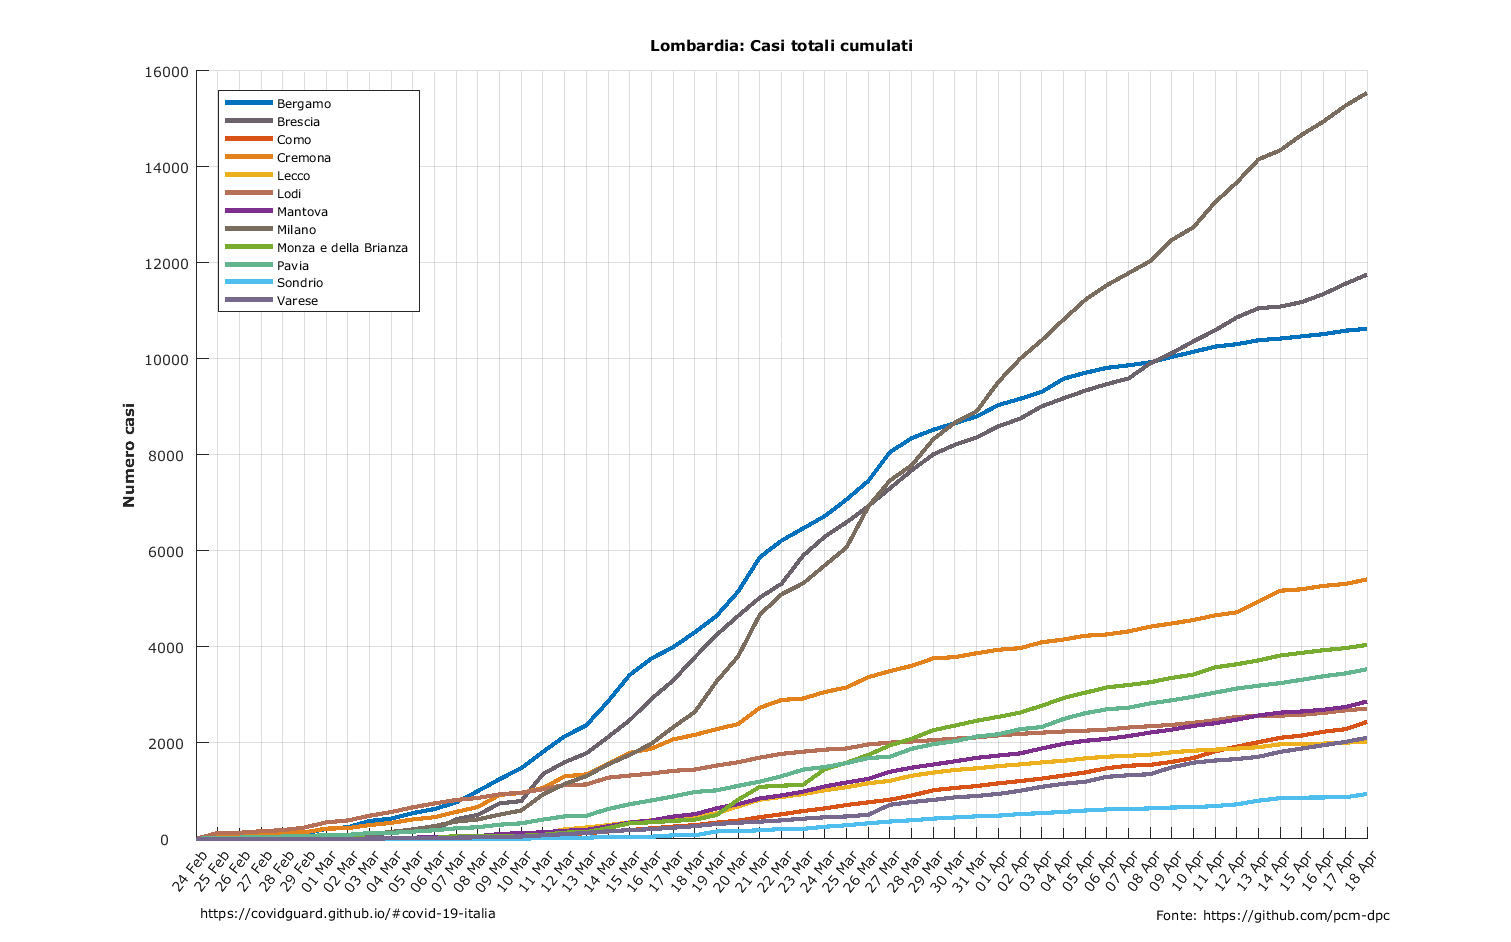 Lombardia: Casi totali cumulati
16000
14000
12000
10000
8000
6000
4000
2000
0
Numero casi
Bergamo
Brescia
Como
Cremona
Lecco
Lodi
Mantova
Milano
Monza e della Brianza
Pavia
Sondrio
Varese
24 Feb
25 Feb
26 Feb
27 Feb
28 Feb
29 Feb
01 Mar
02 Mar
03 Mar
04 Mar
05 Mar
06 Mar
07 Mar
08 Mar
09 Mar
10 Mar
11 Mar
12 Mar
13 Mar
14 Mar
15 Mar
16 Mar
17 Mar
18 Mar
19 Mar
20 Mar
21 Mar
22 Mar
23 Mar
24 Mar
25 Mar
26 Mar
27 Mar
28 Mar
29 Mar
30 Mar
31 Mar
01 Apr
02 Apr
03 Apr
04 Apr
05 Apr
06 Apr
07 Apr
08 Apr
09 Apr
10 Apr
11 Apr
12 Apr
13 Apr
14 Apr
15 Apr
16 Apr
17 Apr
18 Apr
https://covidguard.github.io/#covid-19-italia
Fonte: https://github.com/pcm-dpc